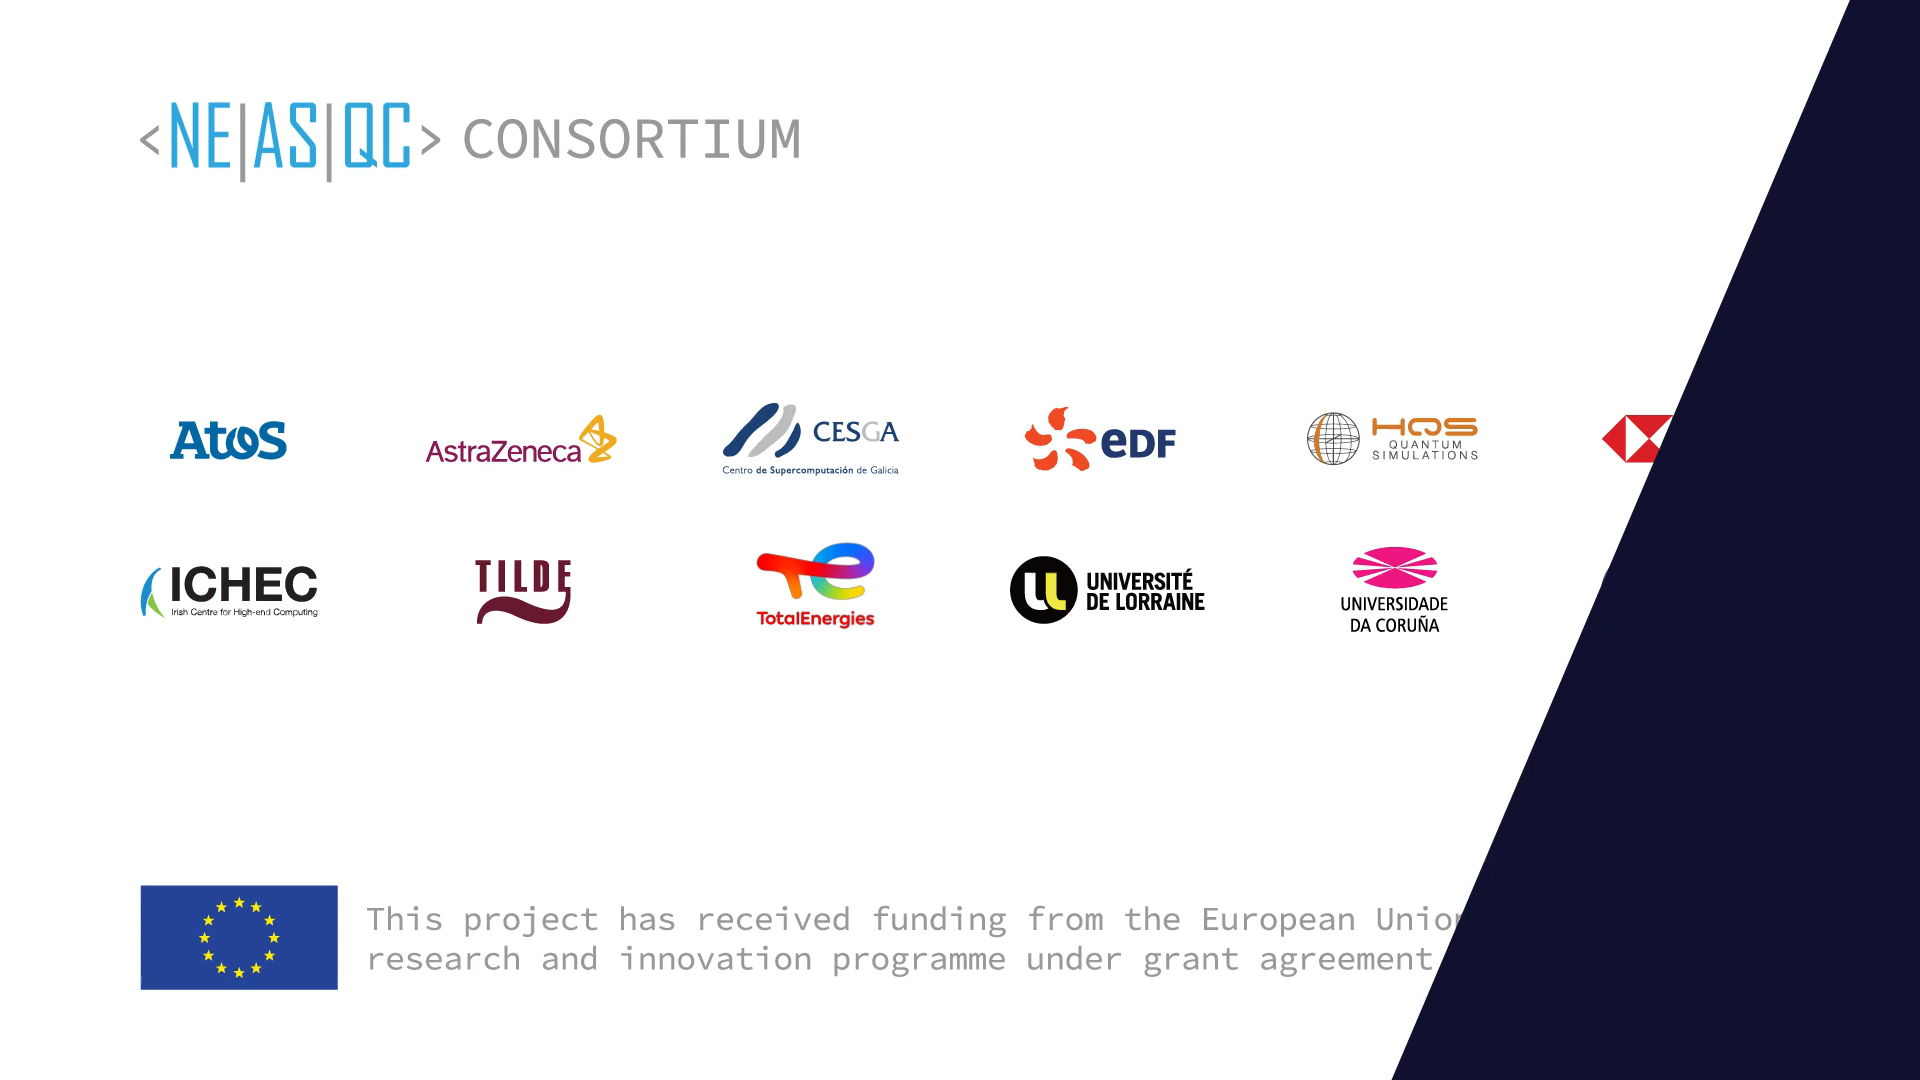 <NE|AS|QC> CONSORTIUM
Atos
AstraZeneca
CESGA
Centro de Supercomputación de Galicia
eDF
HQS
QUANTUM
SIMULATIONS
ICHEC
Irish Centre for High-end Computing
TILDE
TotalEnergies
UNIVERSITÉ
DE LORRAINE
UNIVERSIDADE
DA CORUÑA
This project has received funding from the European Union
research and innovation programme under grant agreement